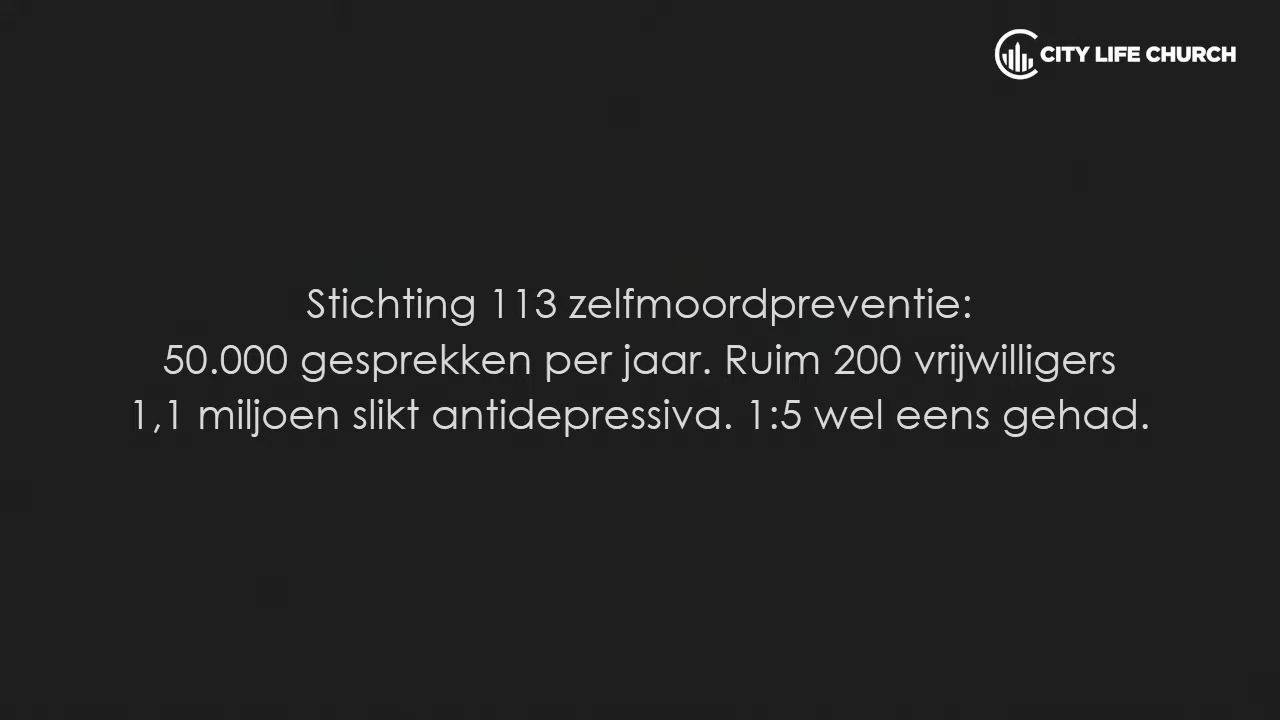 CITY LIFE CHURCH
Stichting 113 zelfmoordpreventie:
50.000 gesprekken per jaar. Ruim 200 vrijwilligers
1,1 miljoen slikt antidepressiva. 1:5 wel eens gehad.